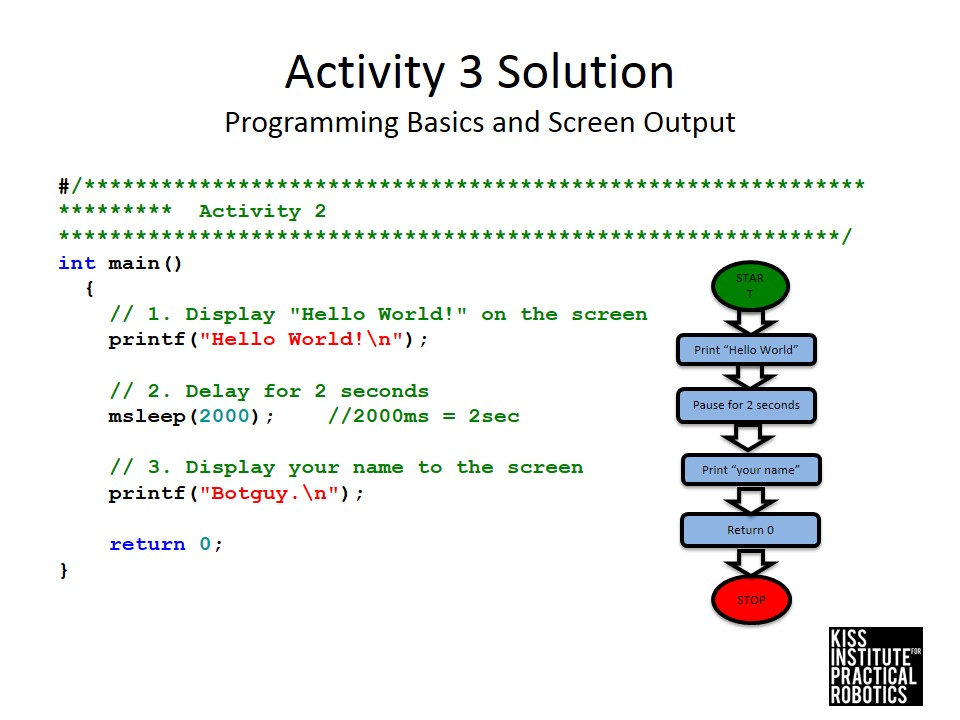 Activity 3 Solution
Programming Basics and Screen Output
#/*************************************************************
********* Activity 2
*************************************************************/
int main()
{
// 1. Display "Hello World!" on the screen
printf("Hello World!\n");
// 2. Delay for 2 seconds
msleep(2000); //2000ms = 2sec
// 3. Display your name to the screen
printf("Botguy.\n");
return 0;
}
STAR
T
Print “Hello World”
Pause for 2 seconds
Print “your name”
Return 0
STOP
KISS
INSTITUTE FOR
PRACTICAL
ROBOTICS